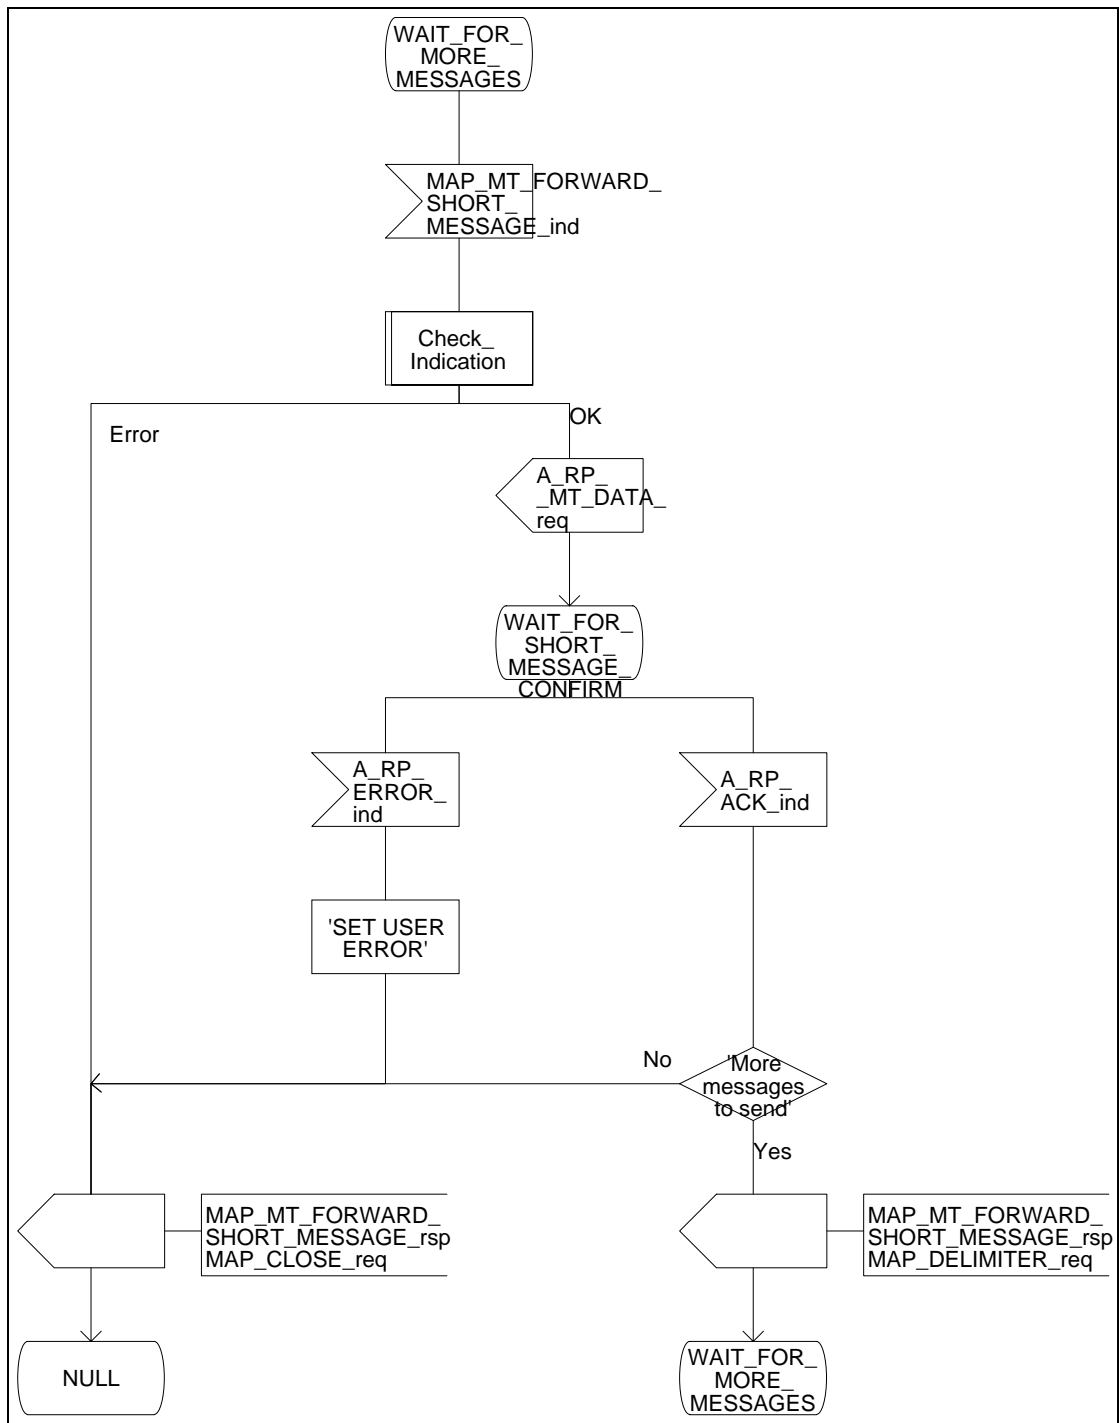 WAIT_FOR_
MORE_
MESSAGES
MAP_MT_FORWARD_
SHORT_
MESSAGE_ind
Check_
Indication
OK
Error
A_RP_
_MT_DATA_
req
WAIT_FOR_
SHORT_
MESSAGE_
CONFIRM
A_RP_
ERROR_
ind
A_RP_
ACK_ind
'SET USER
ERROR'
No
'More
messages
to send'
Yes
MAP_MT_FORWARD_
SHORT_MESSAGE_rsp
MAP_CLOSE_req
MAP_MT_FORWARD_
SHORT_MESSAGE_rsp
MAP_DELIMITER_req
NULL
WAIT_FOR_
MORE_
MESSAGES